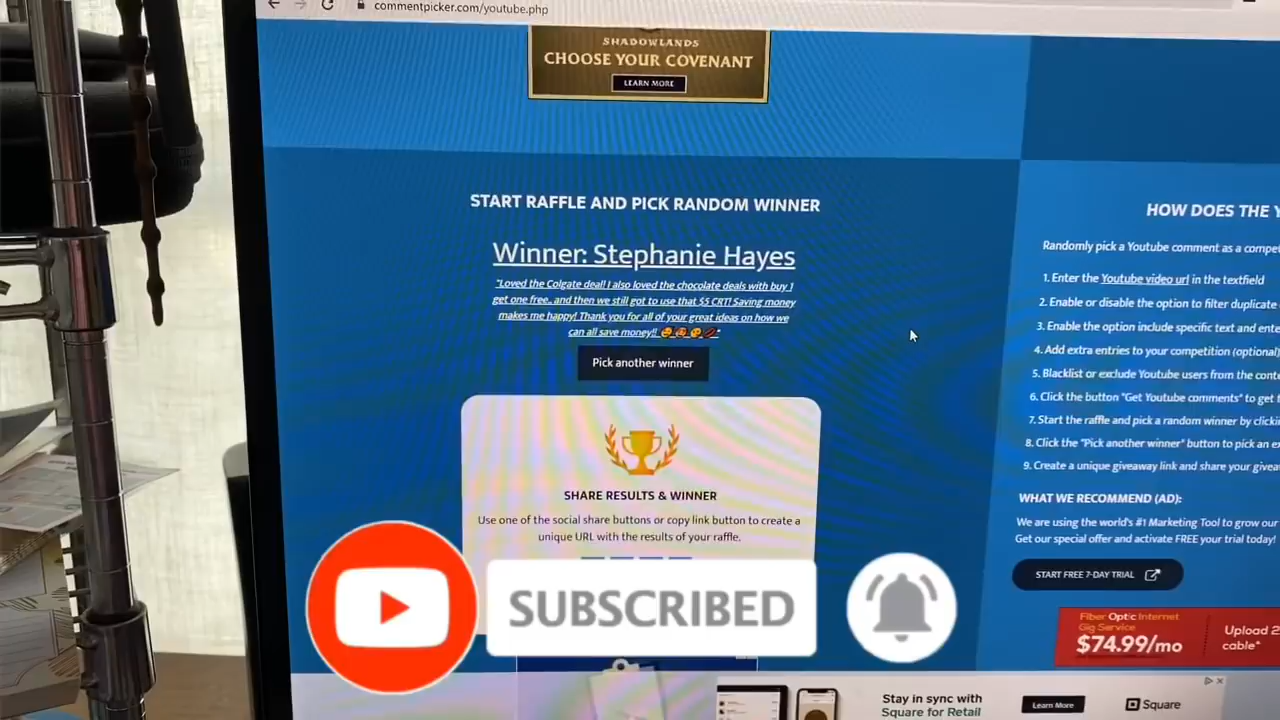 commentpicker.com/youtube.php
SHADOWLANDS
CHOOSE YOUR COVENANT
LEARN MORE
START RAFFLE AND PICK RANDOM WINNER
Winner: Stephanie Hayes
"Loved the Colgate deal! I also loved the chocolate deals with buy 1
get one free.. and then we still got to use that $5 CRT! Saving money
makes me happy! Thank you for all of your great ideas on how we
can all save money!! "
Pick another winner
SHARE RESULTS & WINNER
Use one of the social share buttons or copy link button to create a
unique URL with the results of your raffle.
HOW DOES THE Y
Randomly pick a Youtube comment as a compe
1. Enter the Youtube video url in the textfield
2. Enable or disable the option to filter duplicate
3. Enable the option include specific text and ente
4. Add extra entries to your competition (optional)
5. Blacklist or exclude Youtube users from the conte
6. Click the button "Get Youtube comments" to get t
7. Start the raffle and pick a random winner by clicki
8. Click the "Pick another winner" button to pick an ex
9. Create a unique giveaway link and share your givea
WHAT WE RECOMMEND (AD):
We are using the world's #1 Marketing Tool to grow our
Get our special offer and activate FREE your trial today!
START FREE 7-DAY TRIAL
Fiber Optic Internet
Gig Service
$74.99/mo
Upload 2
cable*
SUBSCRIBED
Stay in sync with
Square for Retail
Learn More
Square